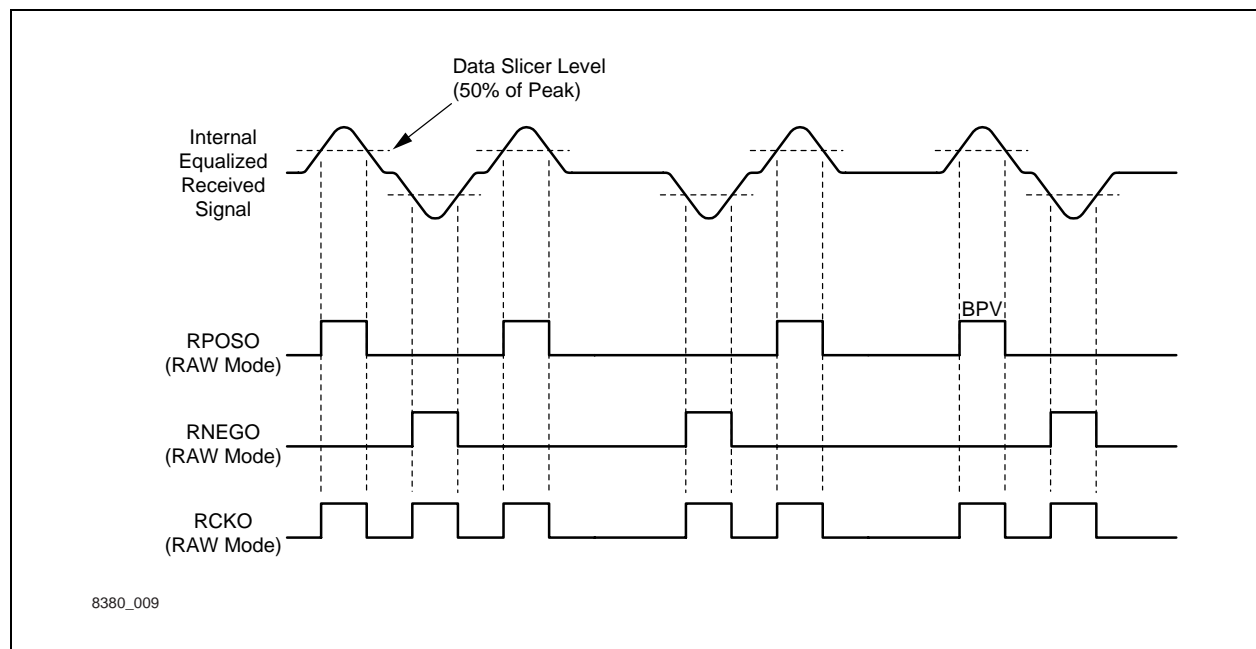 Data Slicer Level
(50% of Peak)
Internal
Equalized
Received
Signal
BPV
RPOSO
(RAW Mode)
RNEGO
(RAW Mode)
RCKO
(RAW Mode)
8380_009